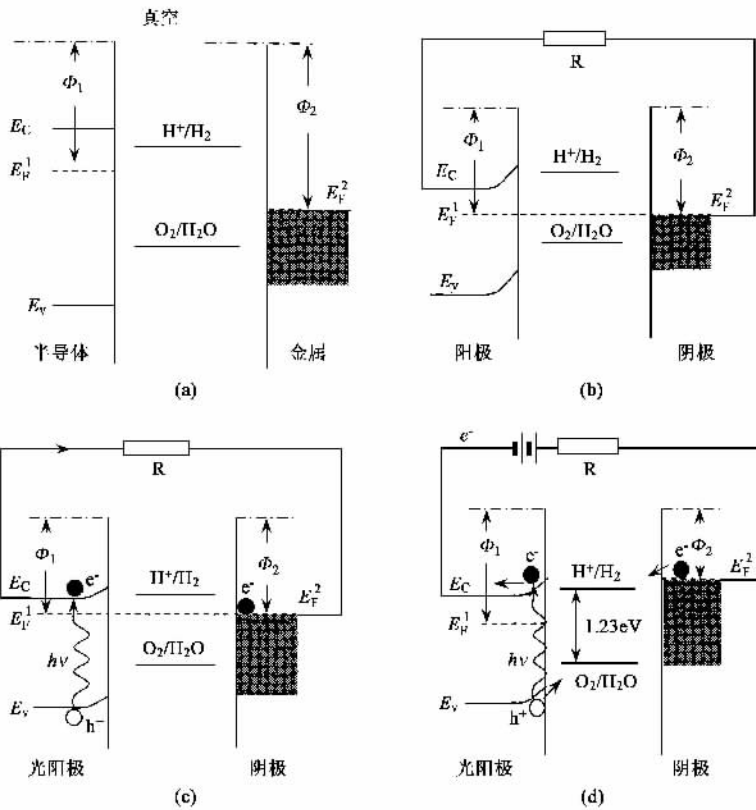 真空
Φ1
Φ2
EC
H+/H2
EF1
EF2
O2/H2O
EV
半导体
金属
(a)
R
Φ1
Φ2
EC
H+/H2
EF1
EF2
O2/H2O
EV
阳极
阴极
(b)
R
Φ1
Φ2
e-
EC
H+/H2
e-
EF2
EF1
O2/H2O
hν
EV
h-
光阳极
阴极
(c)
e-
R
Φ1
Φ2
e-
e-
EC
H+/H2
EF2
EF1
1.23eV
hν
O2/H2O
EV
h+
光阳极
阴极
(d)